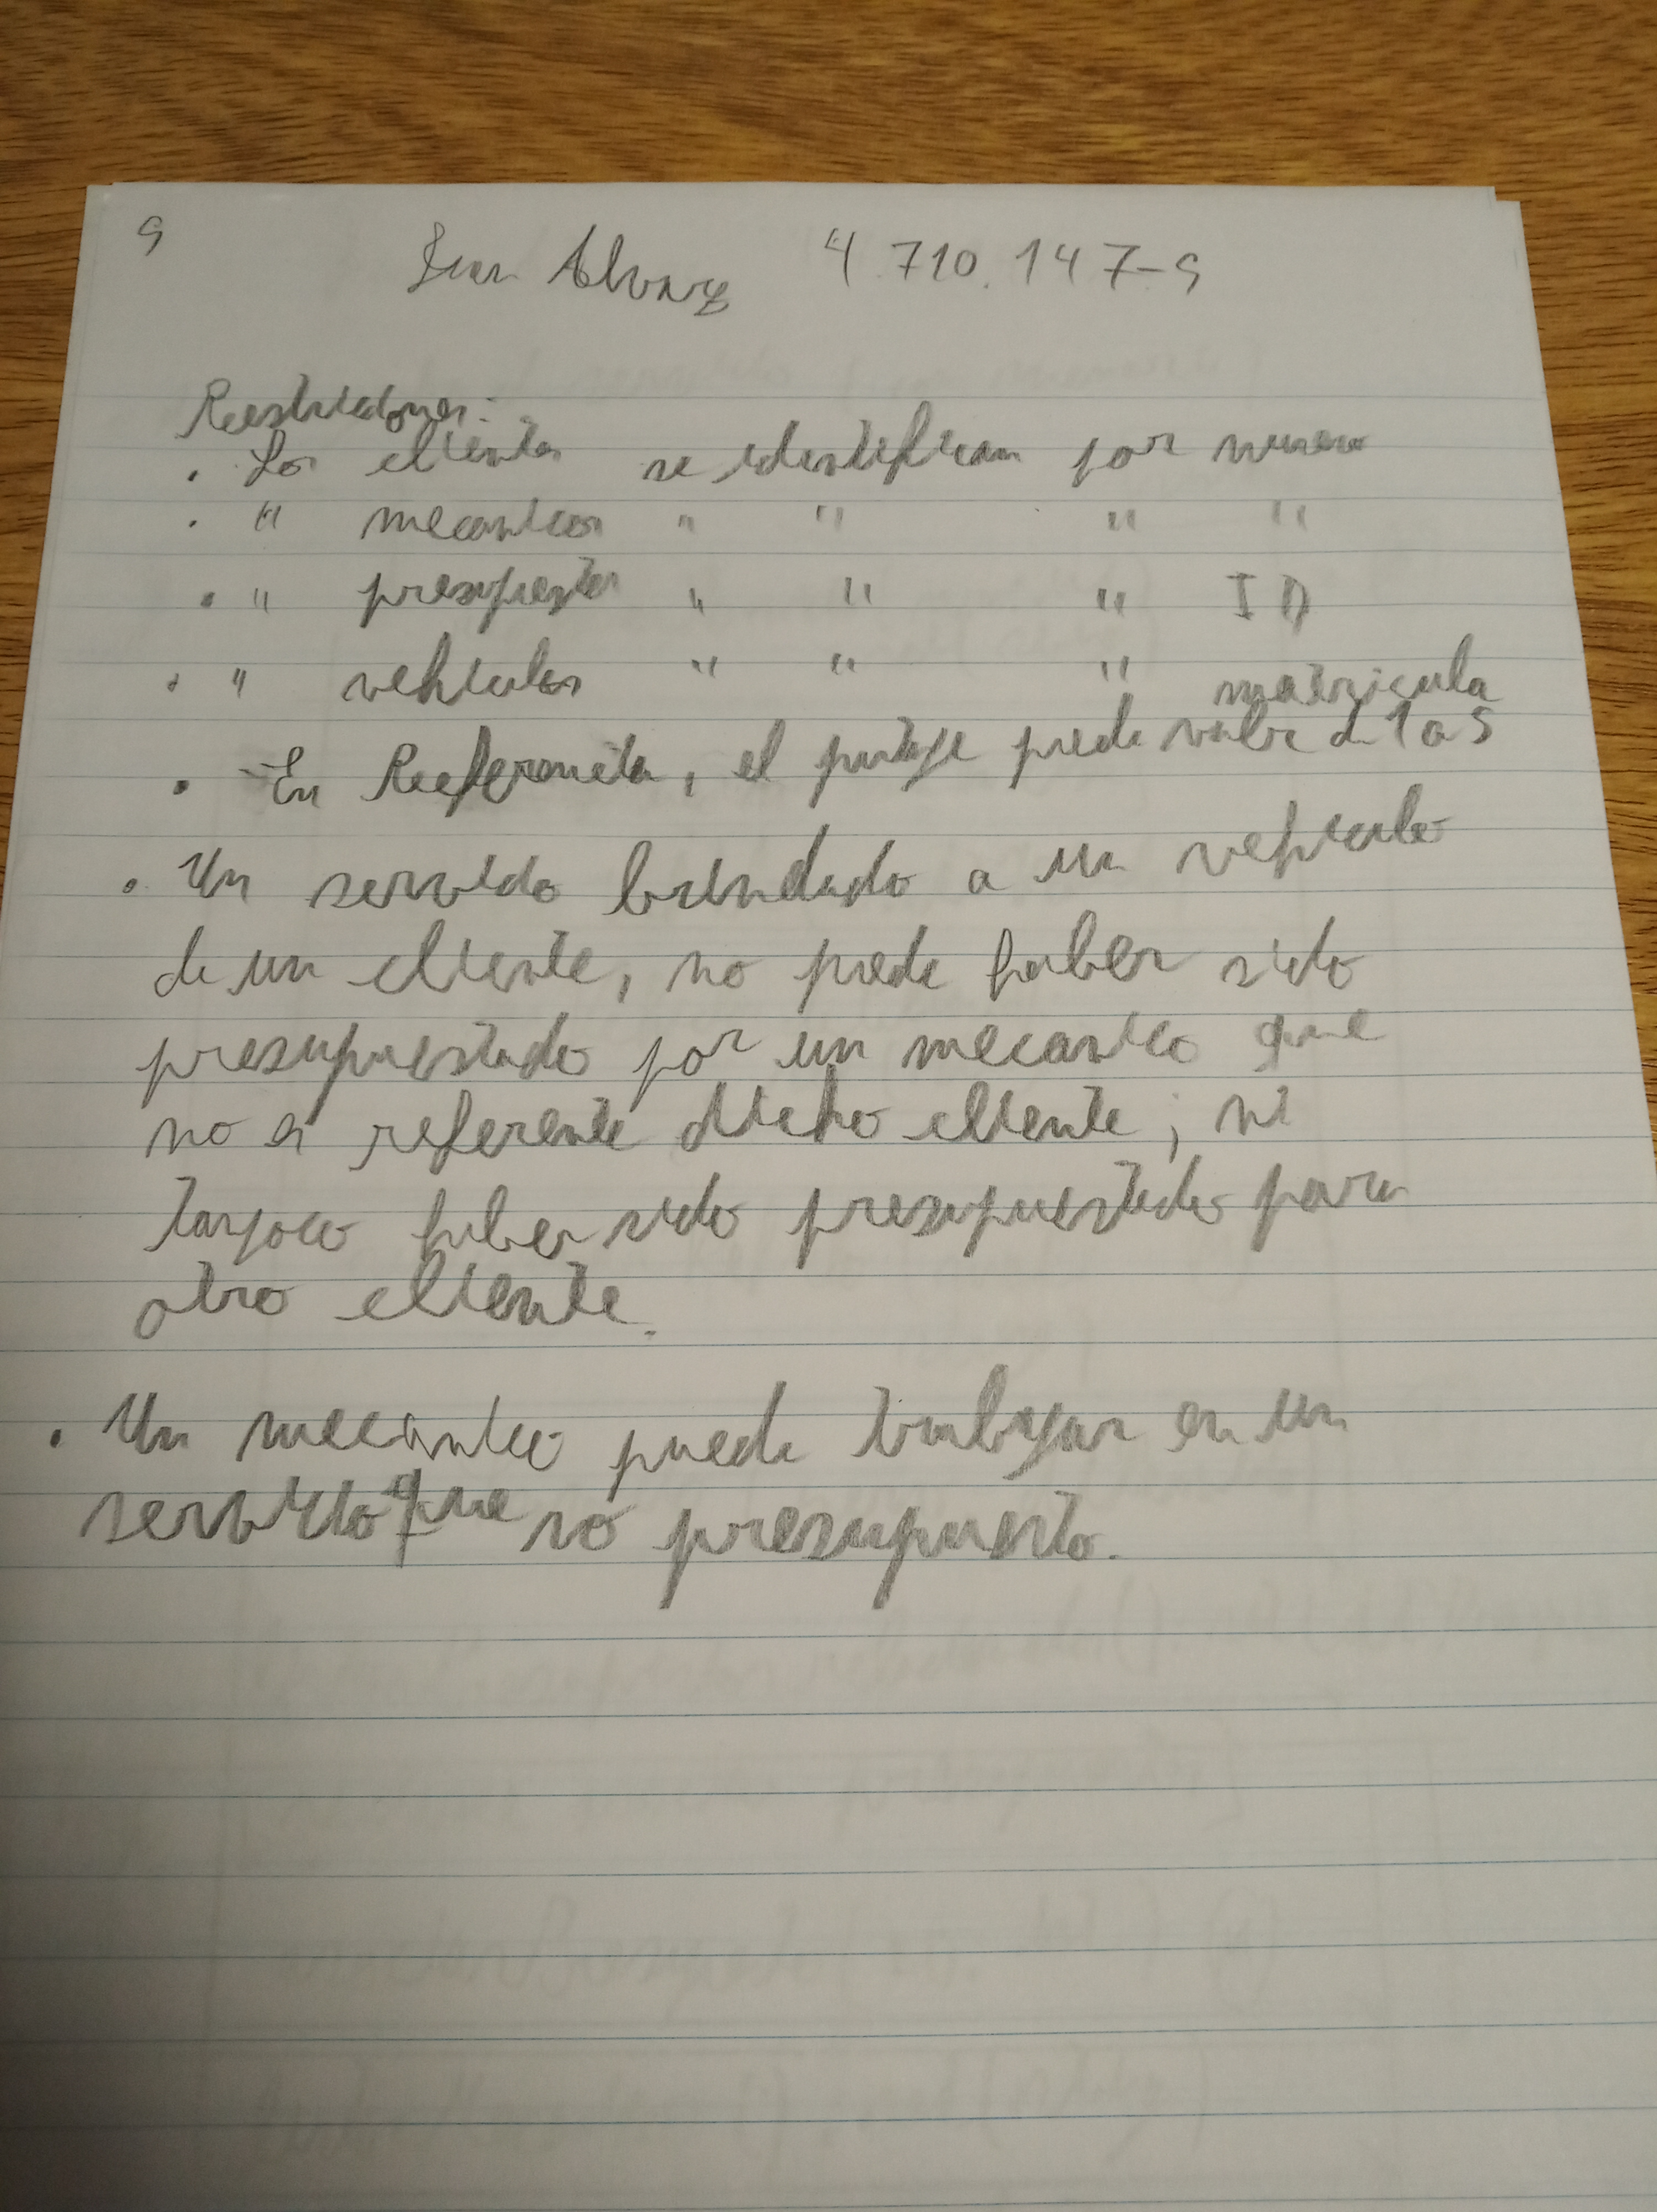 9
Juan Alvarez 4.710.147-9
Restricciones:
. Los clientes se identifican por numero
. " mecanicos " " " "
. " presupuestos " " " ID
. " vehiculos " " " matricula
. En Referencia, el puntaje puede valer de 1 a 5
. Un servicio brindado a un vehiculo
de un cliente, no puede haber sido
presupuestado por un mecanico que
no es referente dicho cliente; ni
tampoco haber sido presupuestado para
otro cliente.
. Un mecanico puede trabajar en un
servicio que no presupuesto.